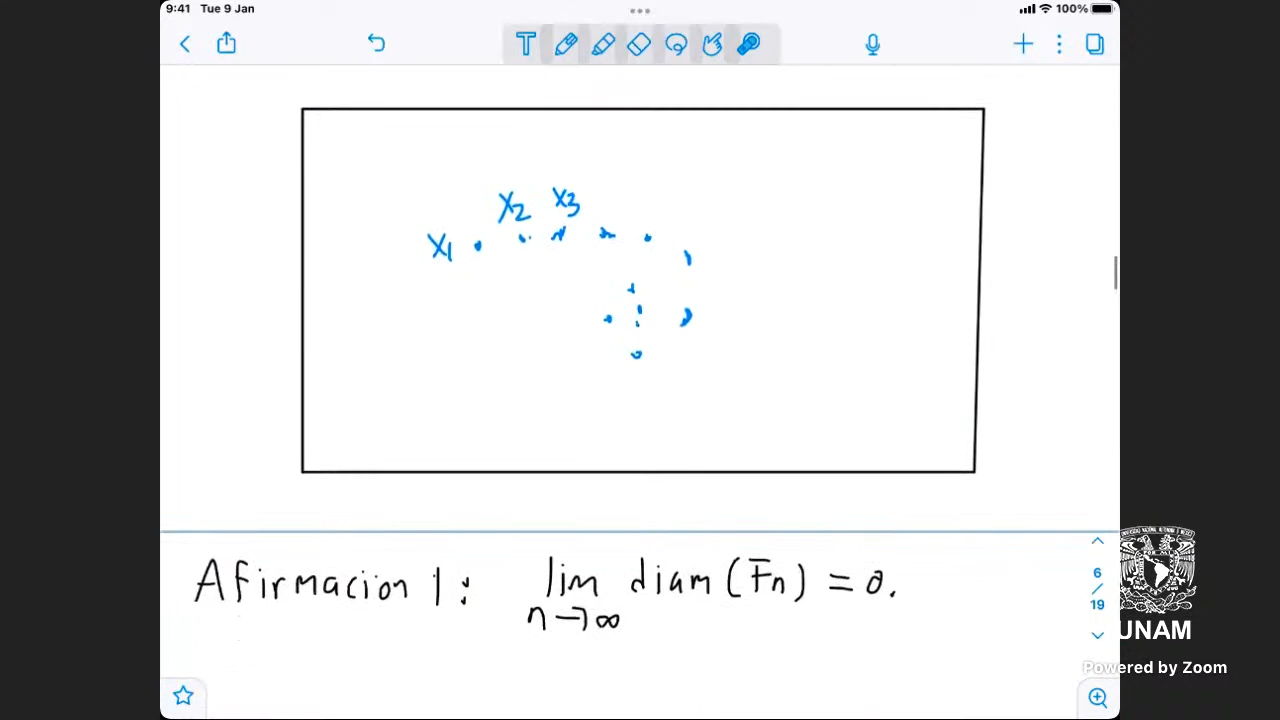 9:41 Tue 9 Jan
100%
T
X2 X3
X1
Afirmacion 1: lim diam (Fn) = 0.
n→∞
6
/
19
UNAM
Powered by Zoom